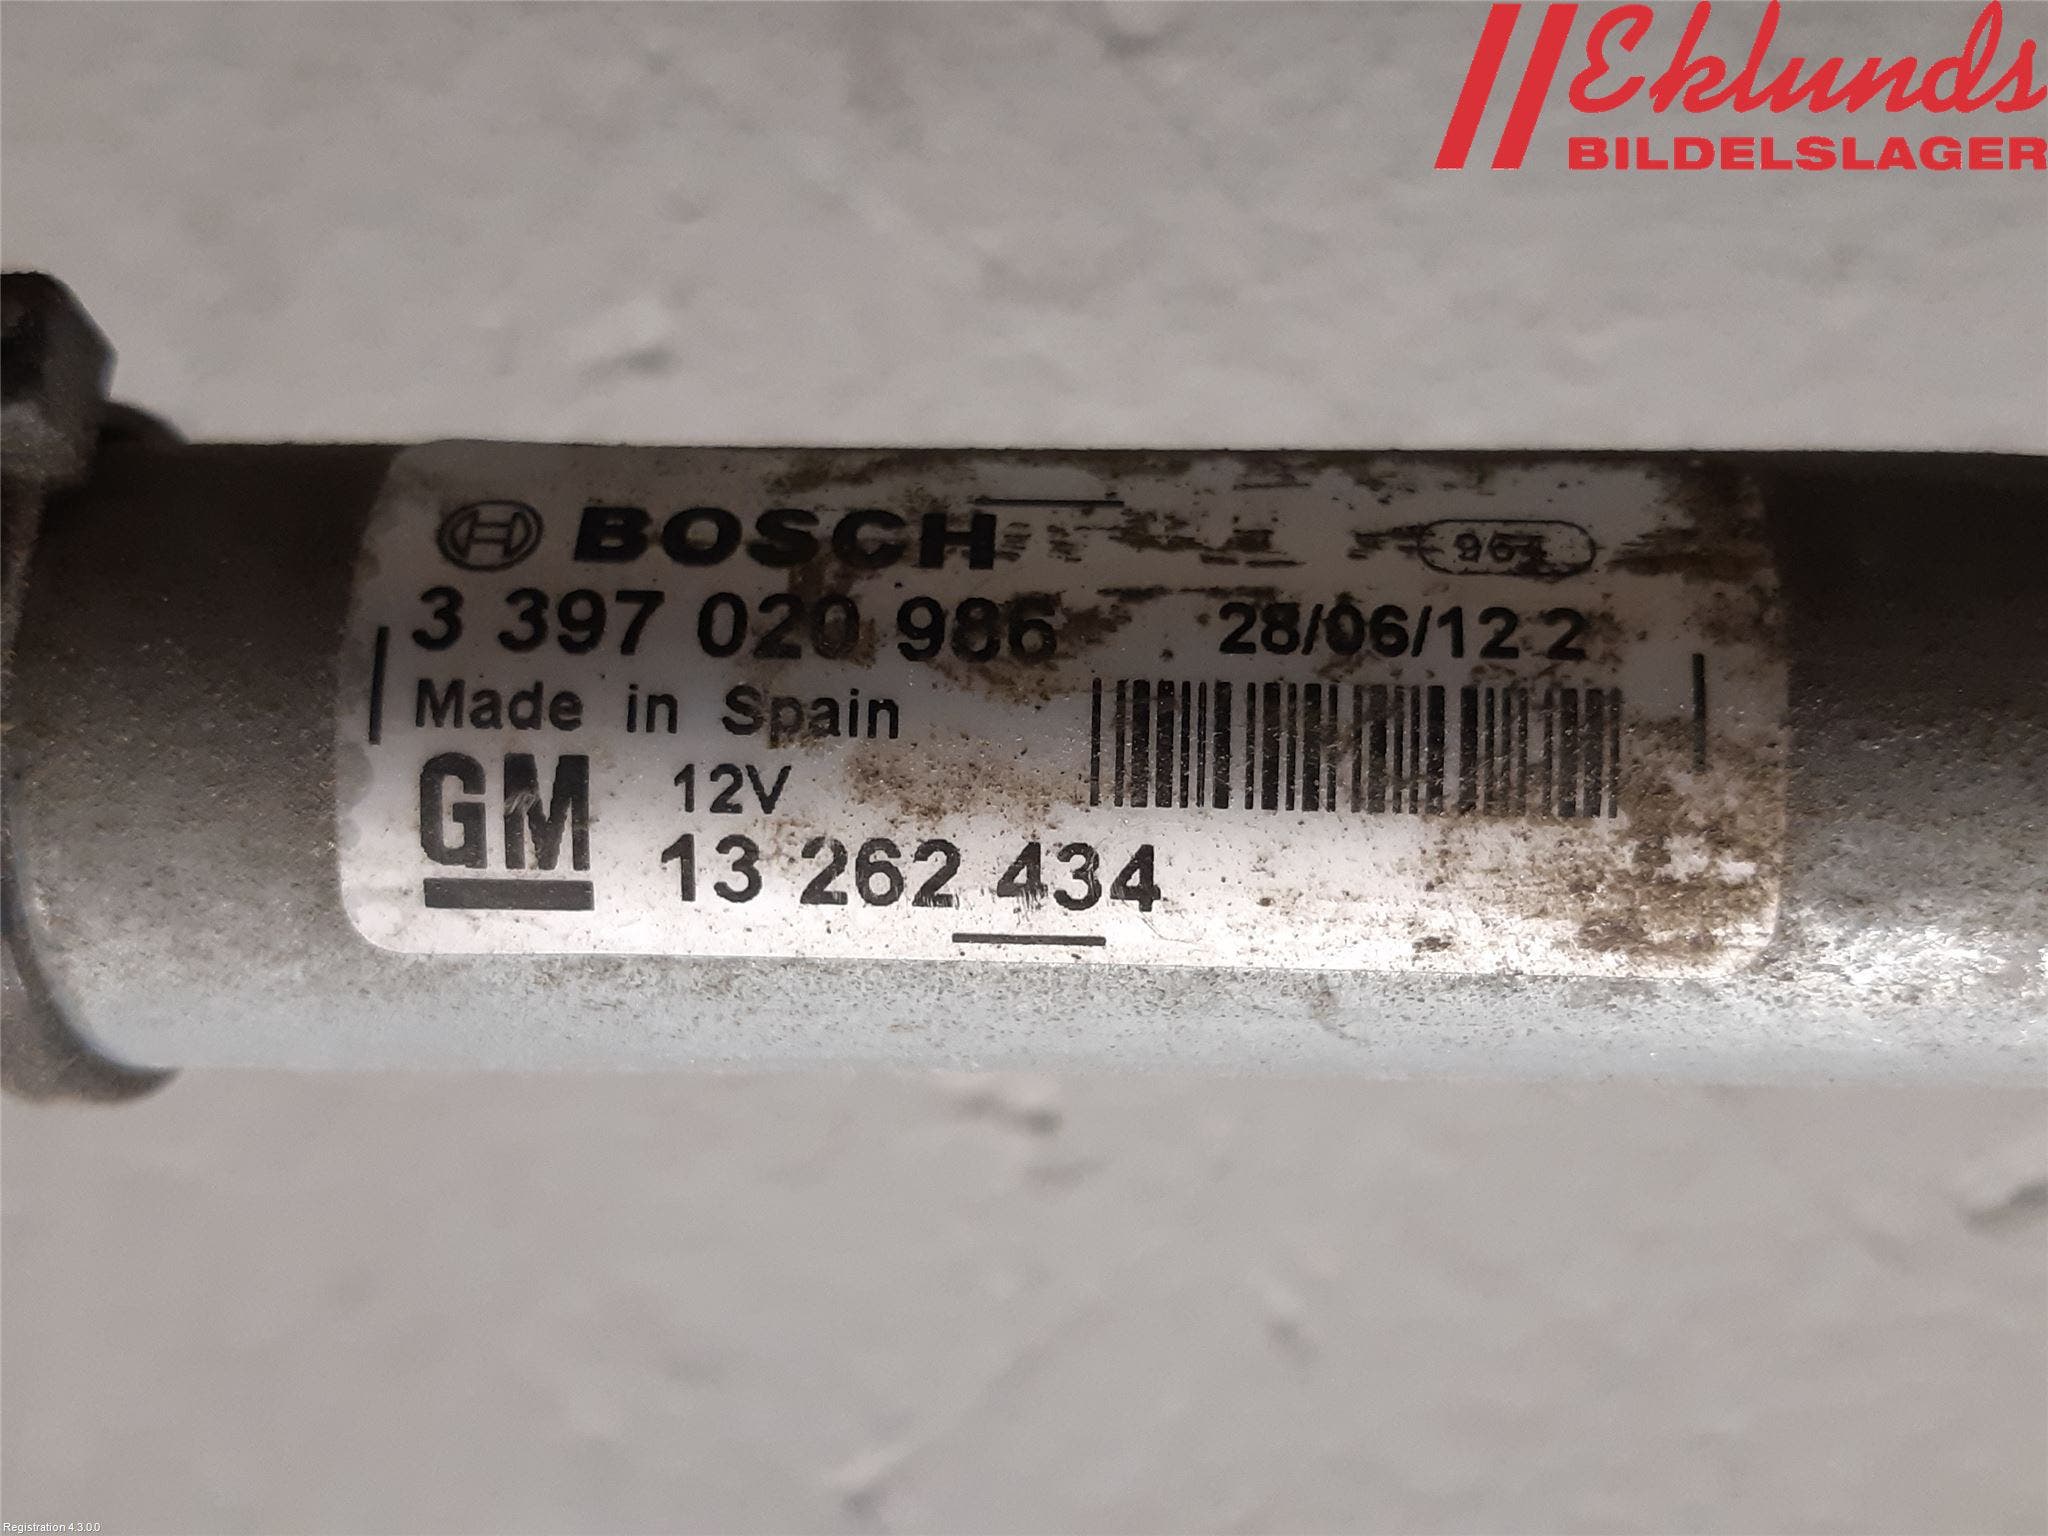 Eklunds
BILDELSLAGER
BOSCH
3 397 020 986 28/06/12 2
Made in Spain
GM 12V
13 262 434
Registration 4.3.0.0